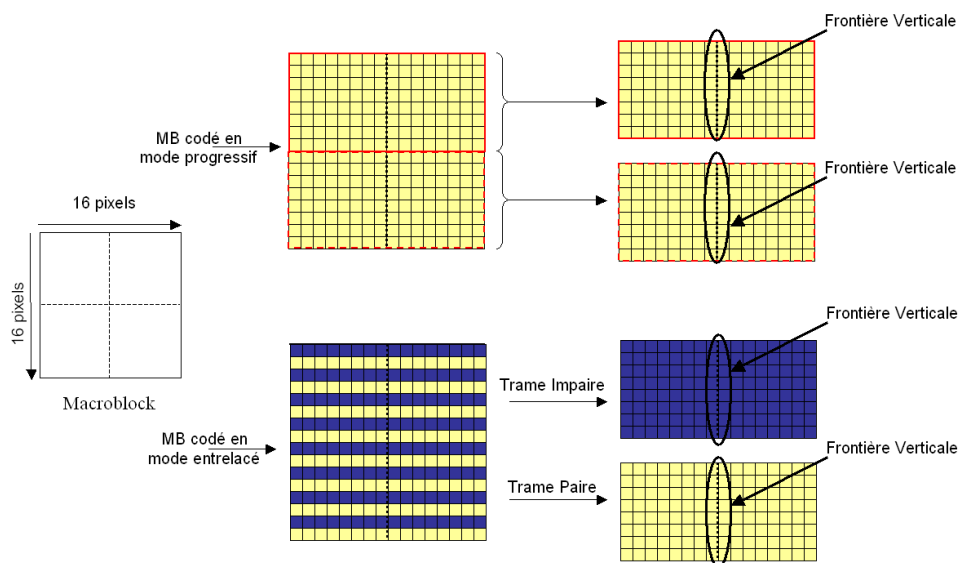 Frontière Verticale
MB codé en
mode progressif
Frontière Verticale
16 pixels
16 pixels
Macroblock
Frontière Verticale
Trame Impaire
MB codé en
mode entrelacé
Frontière Verticale
Trame Paire